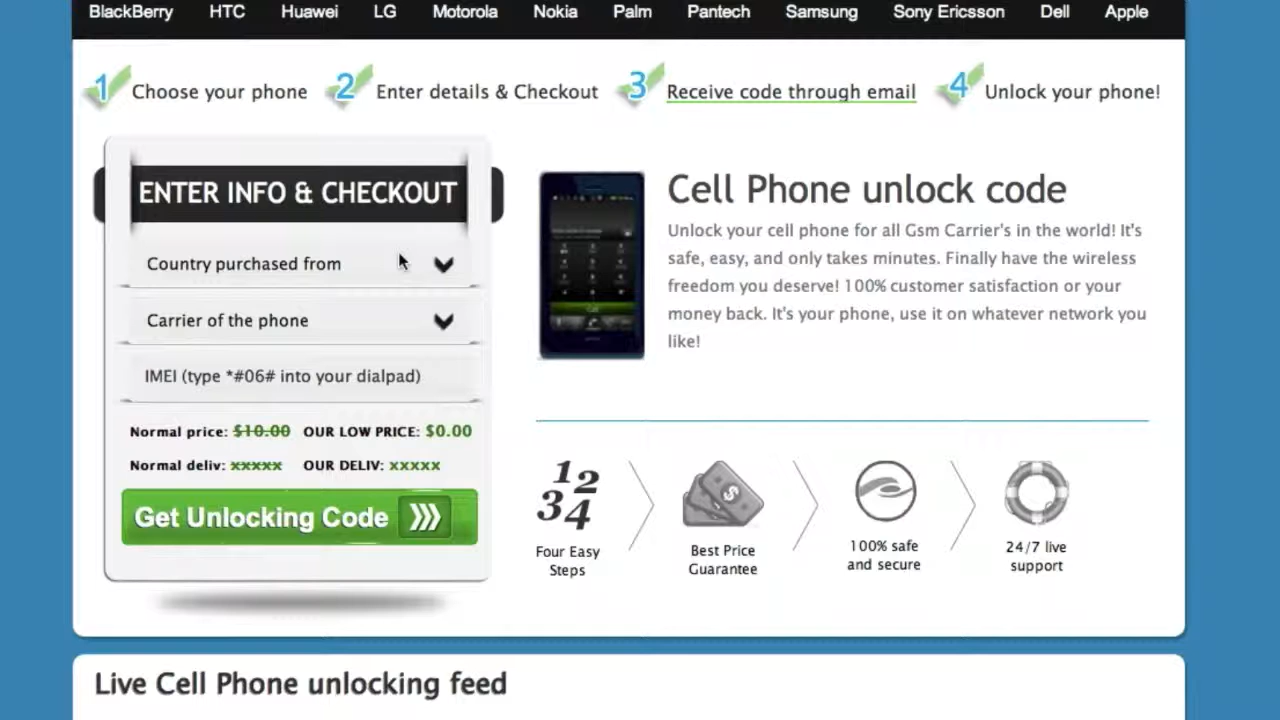 BlackBerry HTC Huawei LG Motorola Nokia Palm Pantech Samsung Sony Ericsson Dell Apple
1 Choose your phone 2 Enter details & Checkout 3 Receive code through email 4 Unlock your phone!
ENTER INFO & CHECKOUT
Country purchased from
Carrier of the phone
IMEI (type *#06# into your dialpad)
Normal price: $10.00 OUR LOW PRICE: $0.00
Normal deliv: xxxxx OUR DELIV: xxxxx
Get Unlocking Code
Cell Phone unlock code
Unlock your cell phone for all Gsm Carrier's in the world! It's
safe, easy, and only takes minutes. Finally have the wireless
freedom you deserve! 100% customer satisfaction or your
money back. It's your phone, use it on whatever network you
like!
1 2
3 4
Four Easy
Steps
Best Price
Guarantee
100% safe
and secure
24/7 live
support
Live Cell Phone unlocking feed